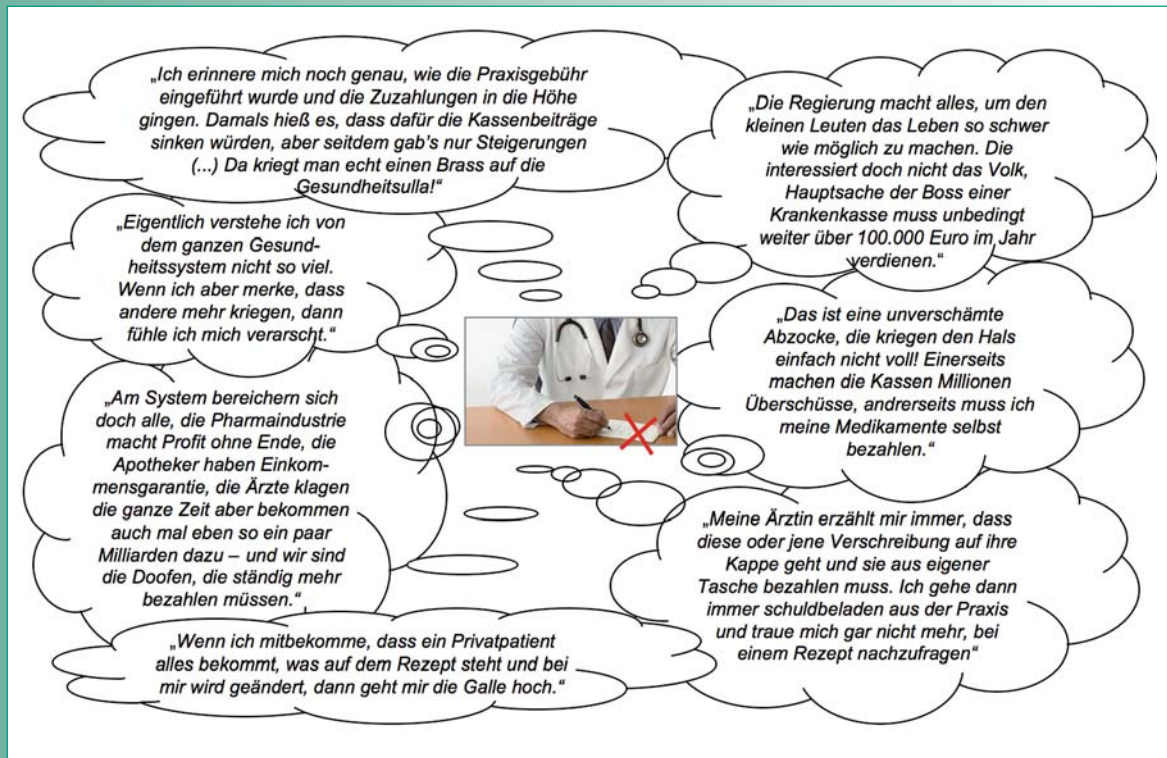 „Ich erinnere mich noch genau, wie die Praxisgebühr
eingeführt wurde und die Zuzahlungen in die Höhe
gingen. Damals hieß es, dass dafür die Kassenbeiträge
sinken würden, aber seitdem gab's nur Steigerungen
(...) Da kriegt man echt einen Brass auf die
Gesundheitsulla!“
„Die Regierung macht alles, um den
kleinen Leuten das Leben so schwer
wie möglich zu machen. Die
interessiert doch nicht das Volk,
Hauptsache der Boss einer
Krankenkasse muss unbedingt
weiter über 100.000 Euro im Jahr
verdienen.“
„Eigentlich verstehe ich von
dem ganzen Gesund-
heitssystem nicht so viel.
Wenn ich aber merke, dass
andere mehr kriegen, dann
fühle ich mich verarscht.“
„Das ist eine unverschämte
Abzocke, die kriegen den Hals
einfach nicht voll! Einerseits
machen die Kassen Millionen
Überschüsse, andrerseits muss ich
meine Medikamente selbst
bezahlen.“
„Am System bereichern sich
doch alle, die Pharmaindustrie
macht Profit ohne Ende, die
Apotheker haben Einkom-
mensgarantie, die Ärzte klagen
die ganze Zeit aber bekommen
auch mal eben so ein paar
Milliarden dazu – und wir sind
die Doofen, die ständig mehr
bezahlen müssen.“
„Meine Ärztin erzählt mir immer, dass
diese oder jene Verschreibung auf ihre
Kappe geht und sie aus eigener
Tasche bezahlen muss. Ich gehe dann
immer schuldbeladen aus der Praxis
und traue mich gar nicht mehr, bei
einem Rezept nachzufragen“
„Wenn ich mitbekomme, dass ein Privatpatient
alles bekommt, was auf dem Rezept steht und bei
mir wird geändert, dann geht mir die Galle hoch.“